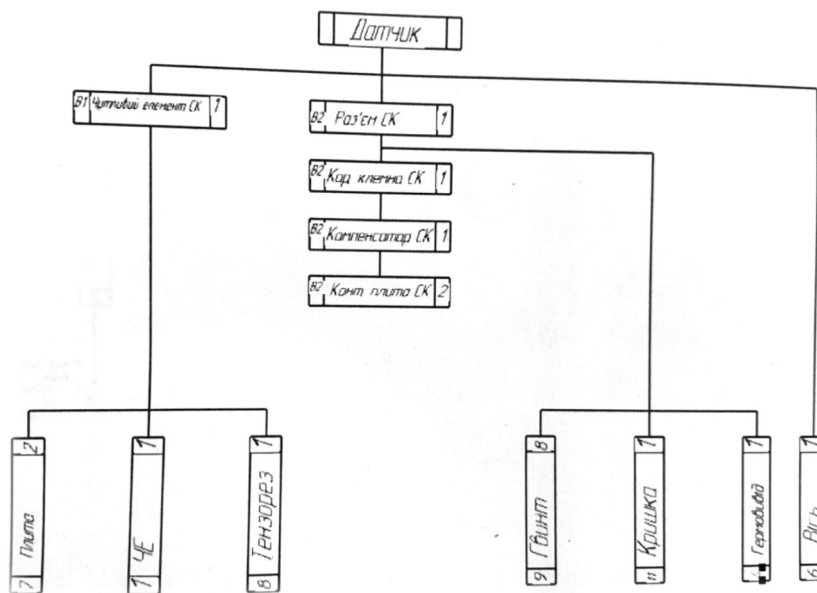 Датчик
В1 Чутливий елемент СК 1
В2 Раз'єм СК 1
В2 Кор. клемна СК 1
В2 Компенсатор СК 1
В2 Конт плита СК 2
7 Плита 2
1 ЧЕ 1
8 Тензорез 1
9 Гвинт 8
11 Кришка 1
Гермовивід 1
6 Вісь 1